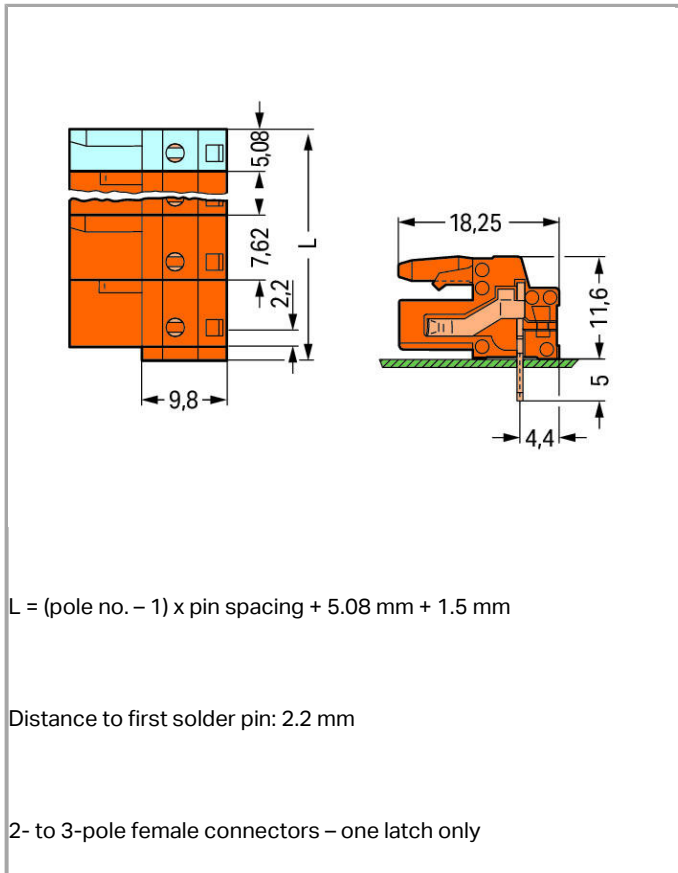 5,08
L
7,62
2,2
9,8
18,25
11,6
5
4,4
L = (pole no. – 1) x pin spacing + 5.08 mm + 1.5 mm
Distance to first solder pin: 2.2 mm
2- to 3-pole female connectors – one latch only